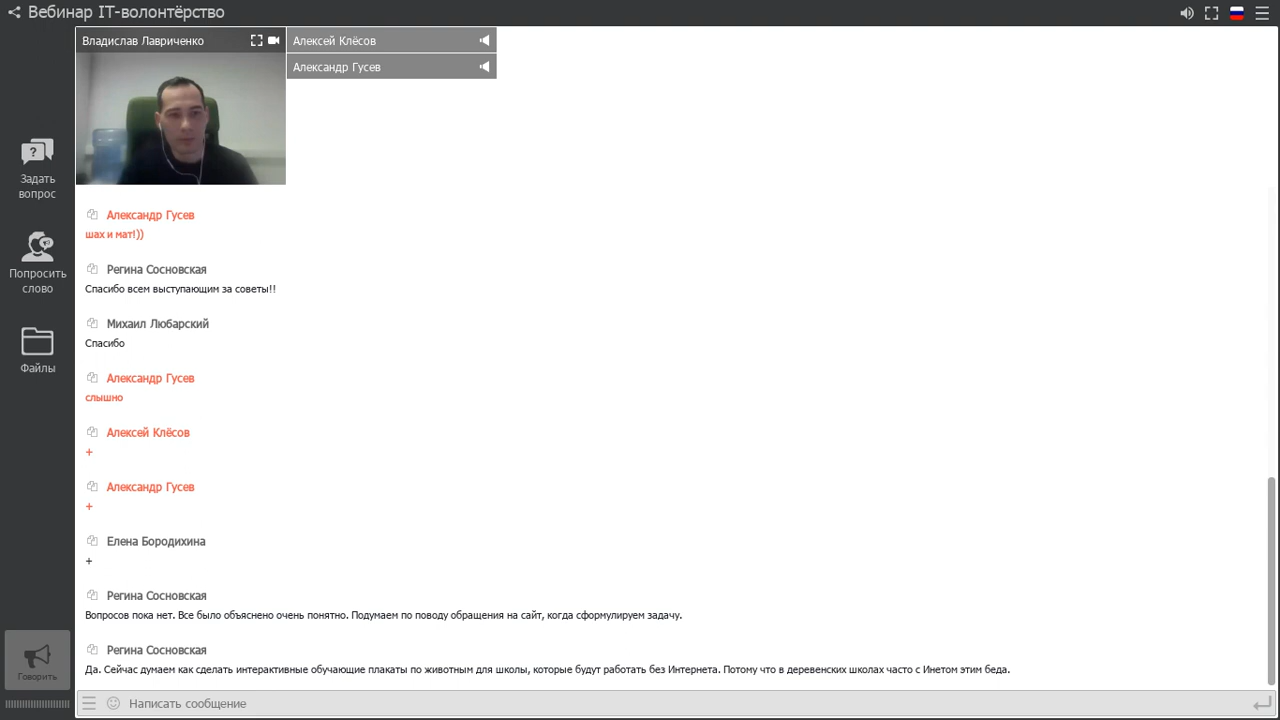 Вебинар IT-волонтёрство
Владислав Лавриченко
Алексей Клёсов
Александр Гусев
Задать
вопрос
Попросить
слово
Файлы
Говорить
Александр Гусев
шах и мат!))
Регина Сосновская
Спасибо всем выступающим за советы!!
Михаил Любарский
Спасибо
Александр Гусев
слышно
Алексей Клёсов
+
Александр Гусев
+
Елена Бородихина
+
Регина Сосновская
Вопросов пока нет. Все было объяснено очень понятно. Подумаем по поводу обращения на сайт, когда сформулируем задачу.
Регина Сосновская
Да. Сейчас думаем как сделать интерактивные обучающие плакаты по животным для школы, которые будут работать без Интернета. Потому что в деревенских школах часто с Инетом этим беда.
Написать сообщение